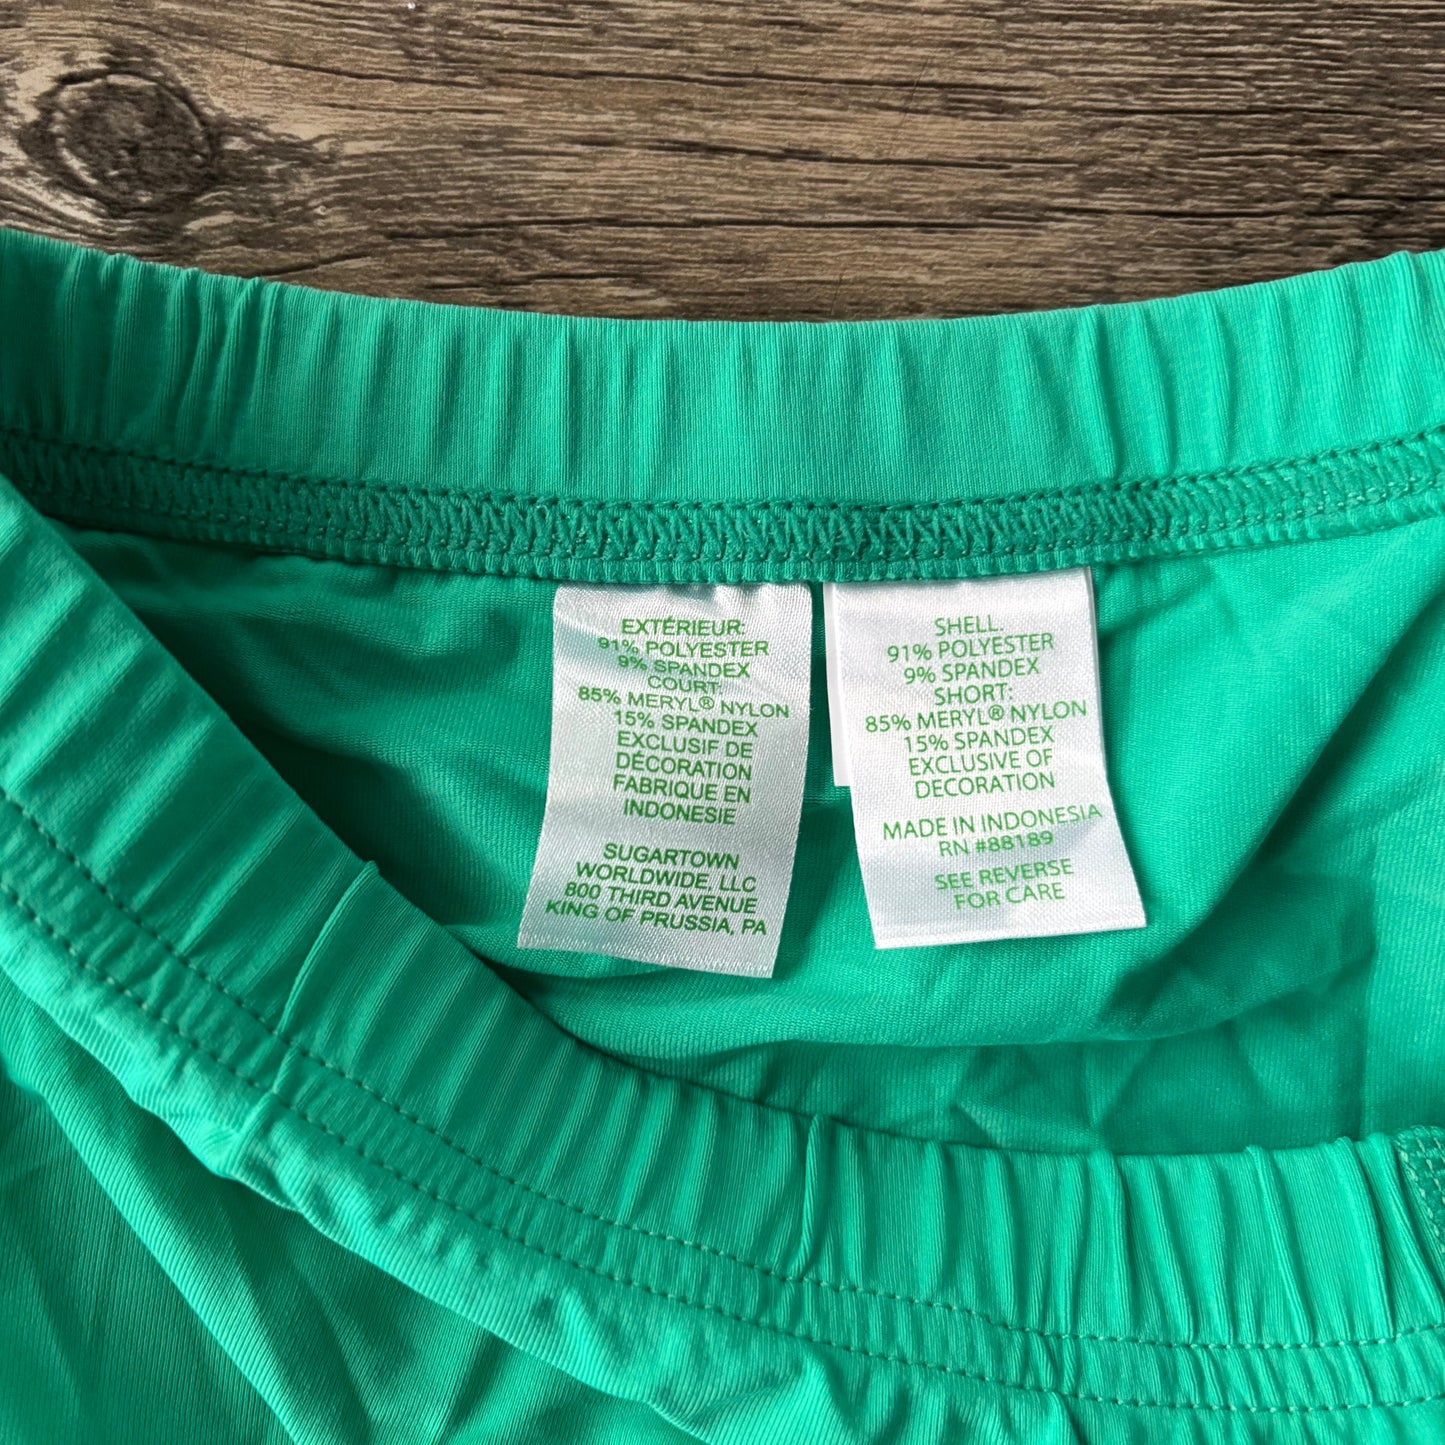 EXTÉRIEUR:
91% POLYESTER
9% SPANDEX
COURT:
85% MERYL® NYLON
15% SPANDEX
EXCLUSIF DE
DÉCORATION
FABRIQUE EN
INDONESIE
SUGARTOWN
WORLDWIDE, LLC
800 THIRD AVENUE
KING OF PRUSSIA, PA
SHELL:
91% POLYESTER
9% SPANDEX
SHORT:
85% MERYL® NYLON
15% SPANDEX
EXCLUSIVE OF
DECORATION
MADE IN INDONESIA
RN #88189
SEE REVERSE
FOR CARE